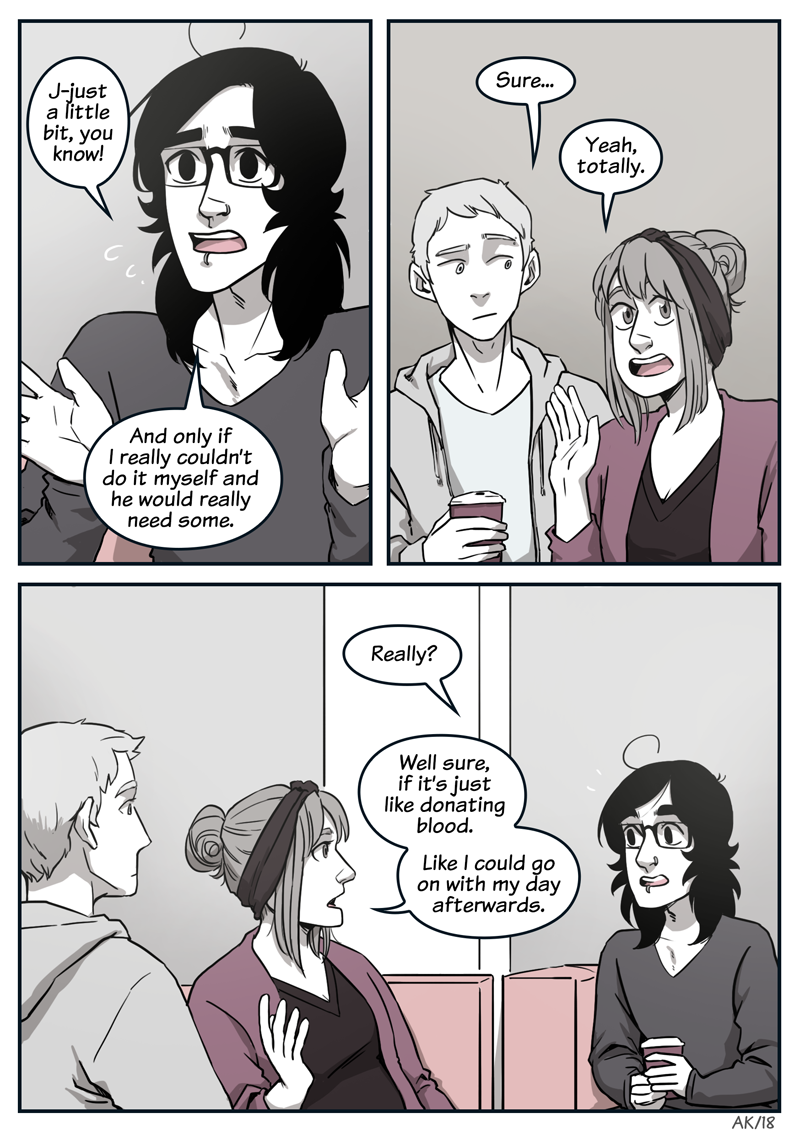 J-just
a little
bit, you
know!
And only if
I really couldn't
do it myself and
he would really
need some.
Sure...
Yeah,
totally.
Really?
Well sure,
if it's just
like donating
blood.
Like I could go
on with my day
afterwards.
AK/18